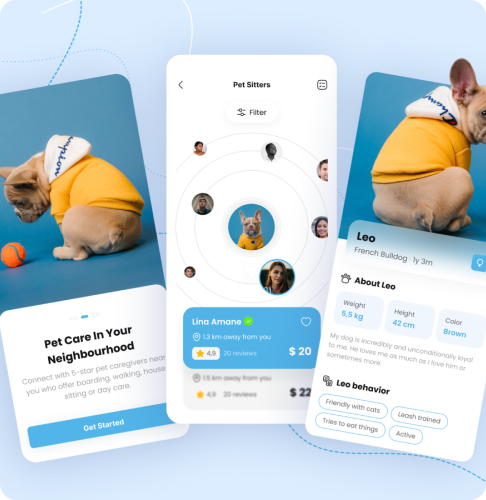 Champion
Pet Care In Your
Neighbourhood
Connect with 5-star pet caregivers near
you who offer boarding, walking, house
sitting or day care.
Get Started
Pet Sitters
Filter
Lina Amane
1.3 km away from you
4,9 20 reviews
$ 20
1.5 km away from you
4,9 20 reviews
$ 22
Leo
French Bulldog · 1y 3m
About Leo
Weight
5,5 kg
Height
42 cm
Color
Brown
My dog is incredibly and unconditionally loyal
to me. He loves me as much as I love him or
sometimes more.
Leo behavior
Friendly with cats
Leash trained
Tries to eat things
Active